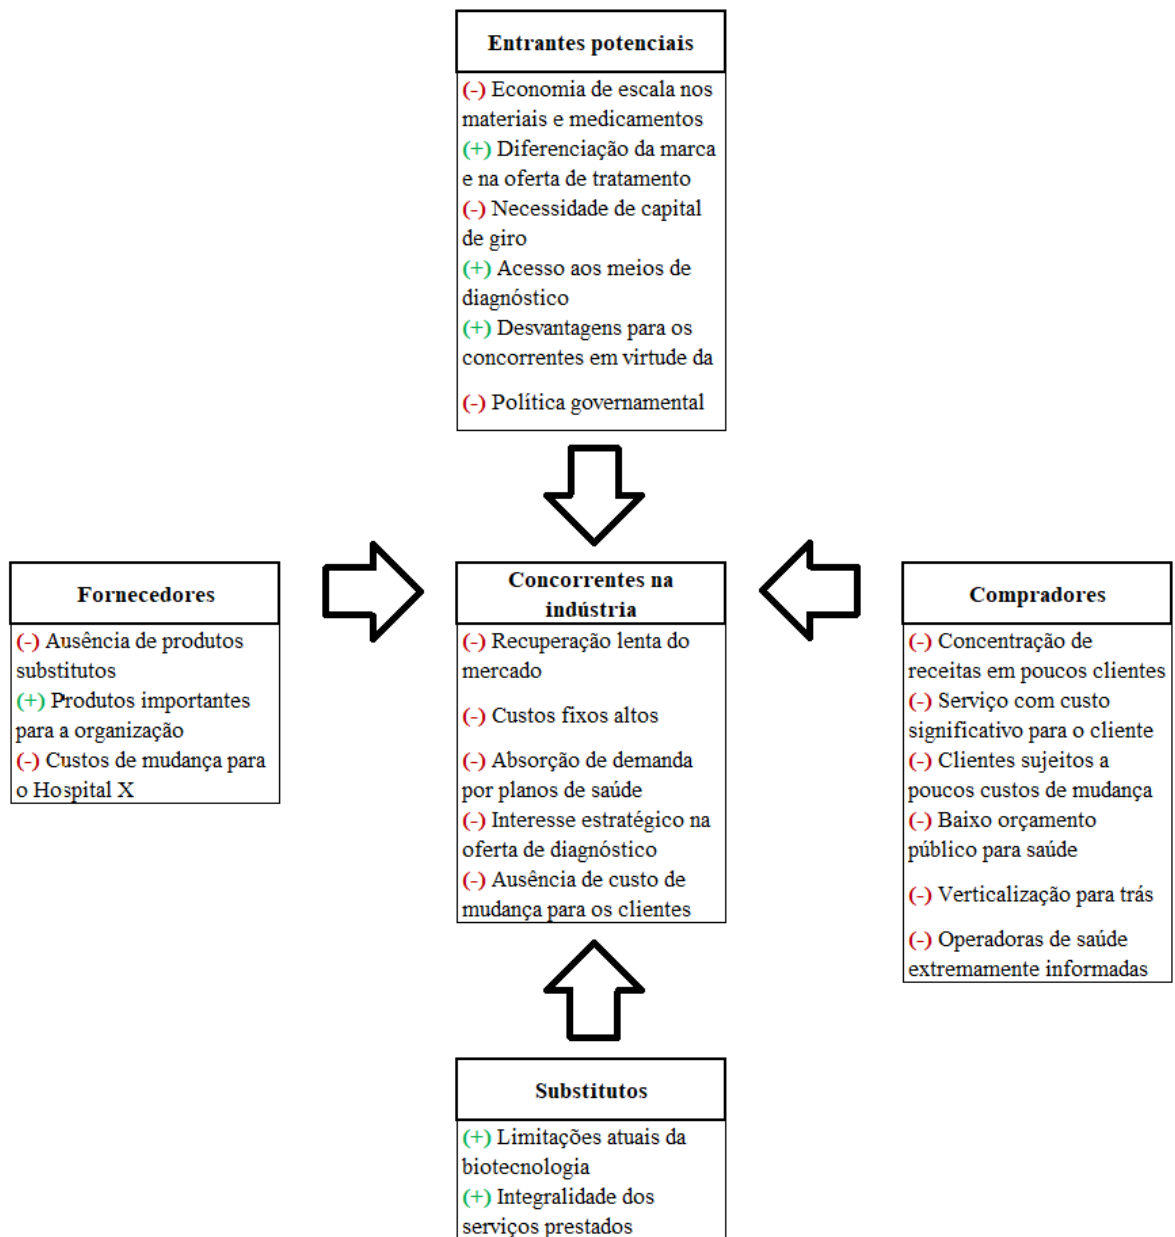 Entrantes potenciais
(-) Economia de escala nos
materiais e medicamentos
(+) Diferenciação da marca
e na oferta de tratamento
(-) Necessidade de capital
de giro
(+) Acesso aos meios de
diagnóstico
(+) Desvantagens para os
concorrentes em virtude da
(-) Política governamental
Fornecedores
(-) Ausência de produtos
substitutos
(+) Produtos importantes
para a organização
(-) Custos de mudança para
o Hospital X
Concorrentes na
indústria
(-) Recuperação lenta do
mercado
(-) Custos fixos altos
(-) Absorção de demanda
por planos de saúde
(-) Interesse estratégico na
oferta de diagnóstico
(-) Ausência de custo de
mudança para os clientes
Compradores
(-) Concentração de
receitas em poucos clientes
(-) Serviço com custo
significativo para o cliente
(-) Clientes sujeitos a
poucos custos de mudança
(-) Baixo orçamento
público para saúde
(-) Verticalização para trás
(-) Operadoras de saúde
extremamente informadas
Substitutos
(+) Limitações atuais da
biotecnologia
(+) Integralidade dos
serviços prestados